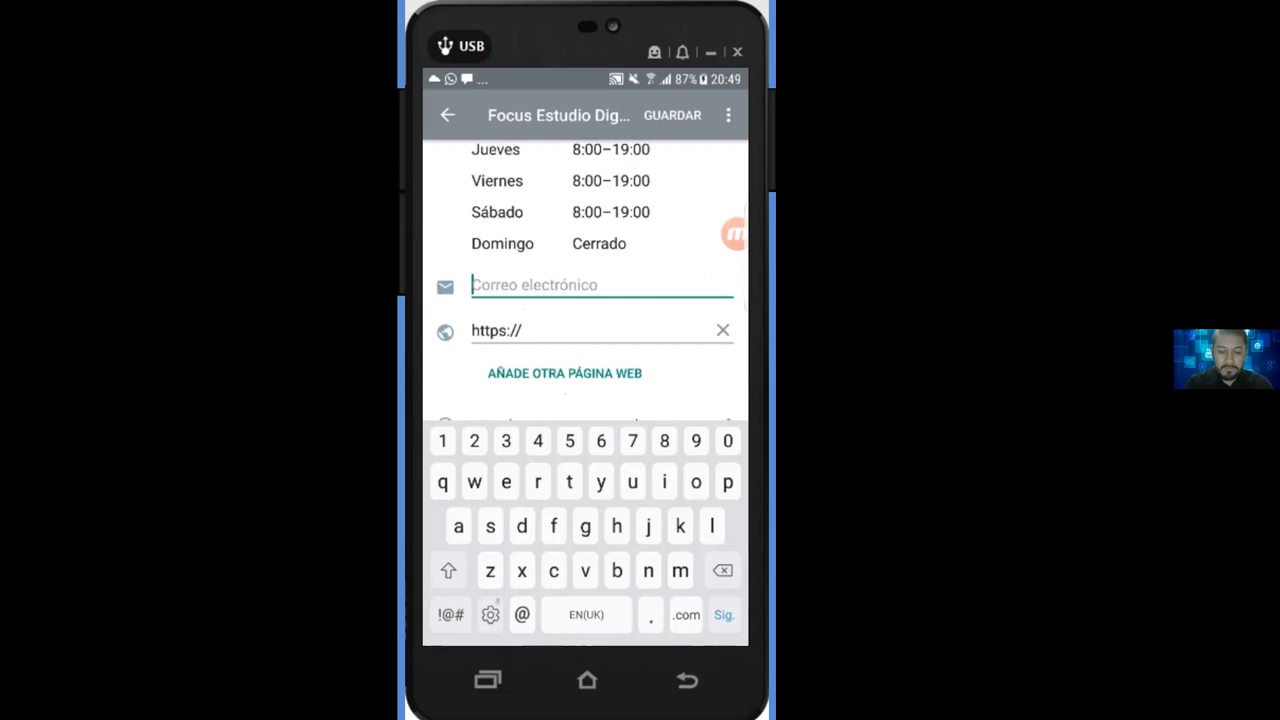 USB
... 87% 20:49
Focus Estudio Dig... GUARDAR
Jueves 8:00–19:00
Viernes 8:00–19:00
Sábado 8:00–19:00
Domingo Cerrado
Correo electrónico
https://
AÑADE OTRA PÁGINA WEB
1 2 3 4 5 6 7 8 9 0
q w e r t y u i o p
a s d f g h j k l
z x c v b n m
!@# @ EN(UK) . .com Sig.